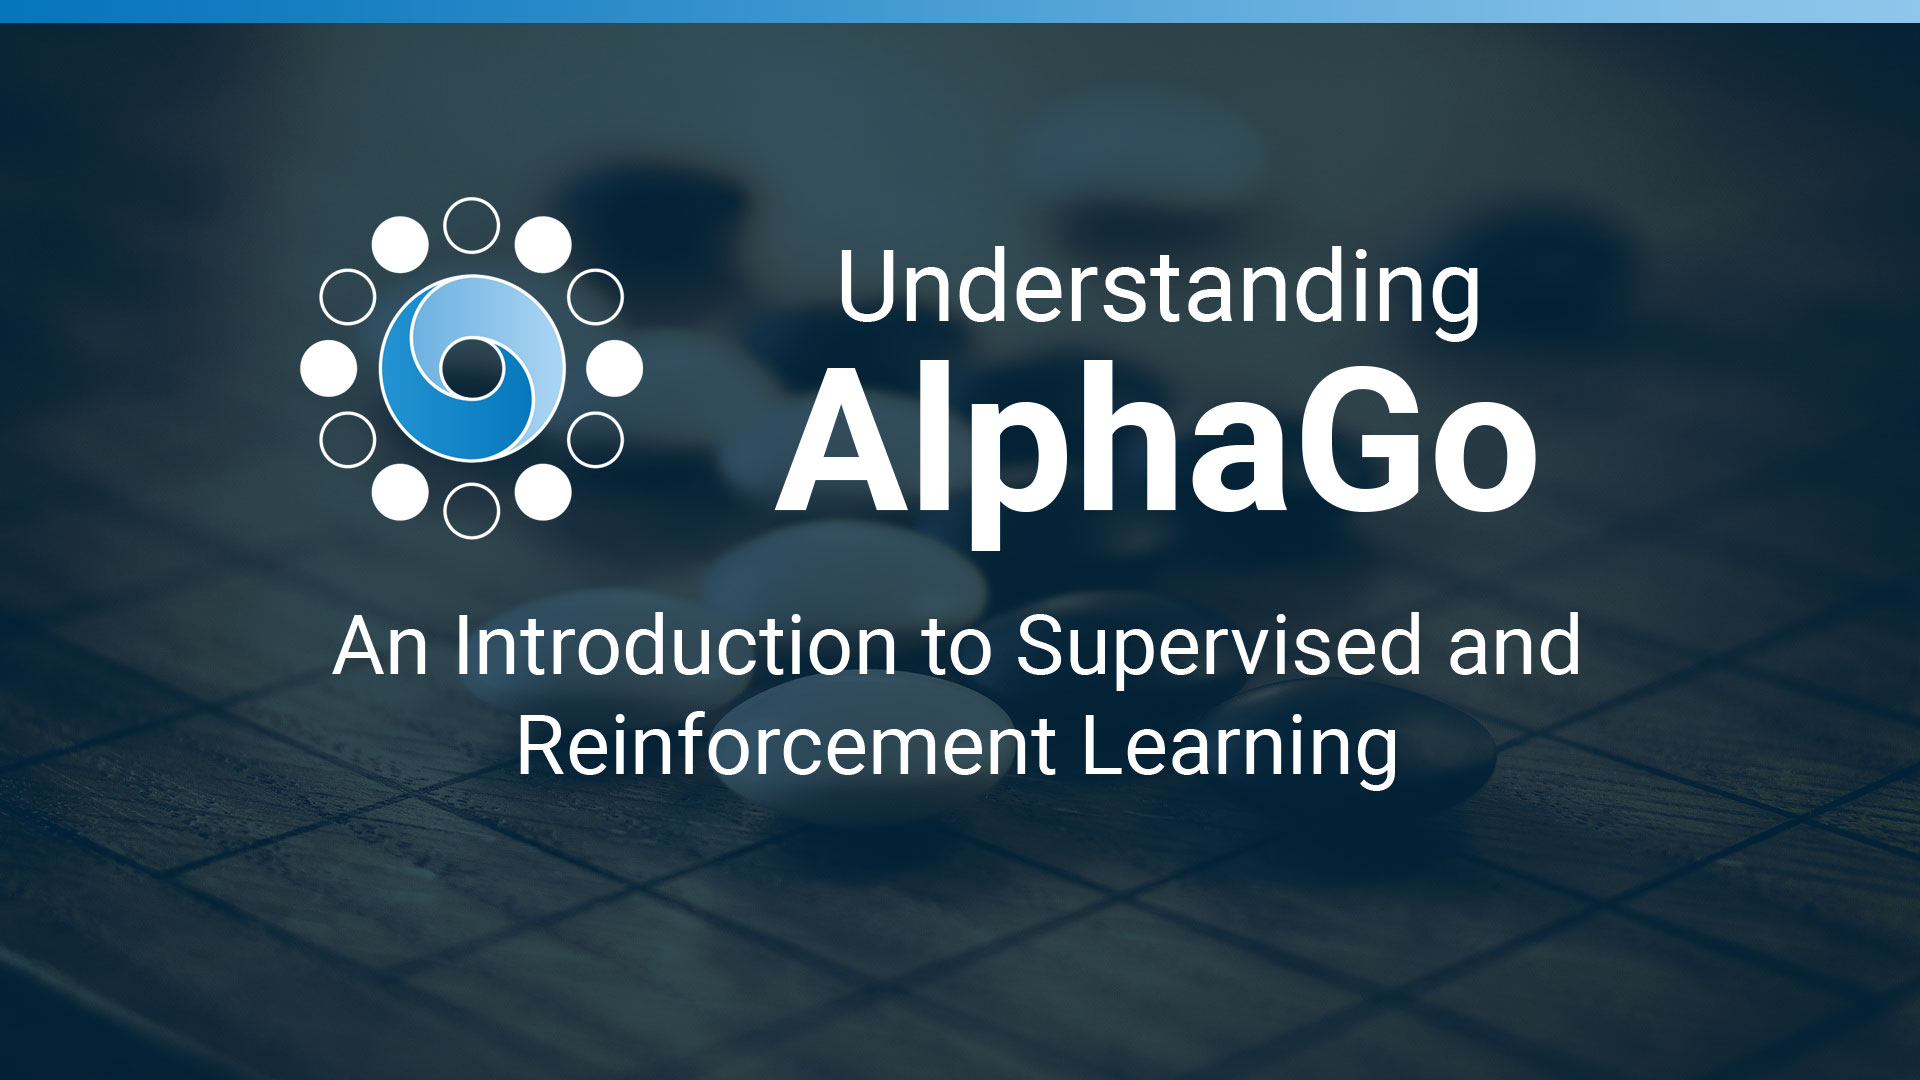 Understanding
AlphaGo
An Introduction to Supervised and
Reinforcement Learning